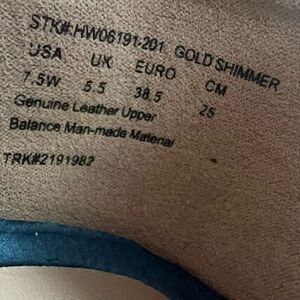 STK#:HW06191-201 GOLD SHIMMER
USA UK EURO CM
7.5W 5.5 38.5 25
Genuine Leather Upper
Balance Man-made Material
TRK#2191982